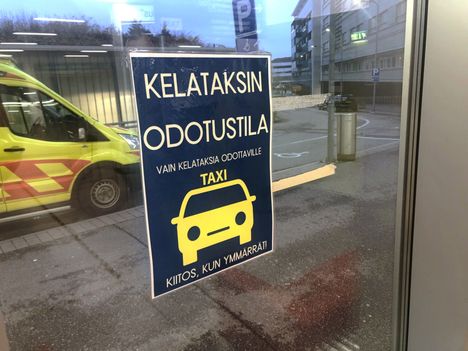 KELATAKSIN
ODOTUSTILA
VAIN KELATAKSIA ODOTTAVILLE
TAXI
KIITOS, KUN YMMÄRRÄT!